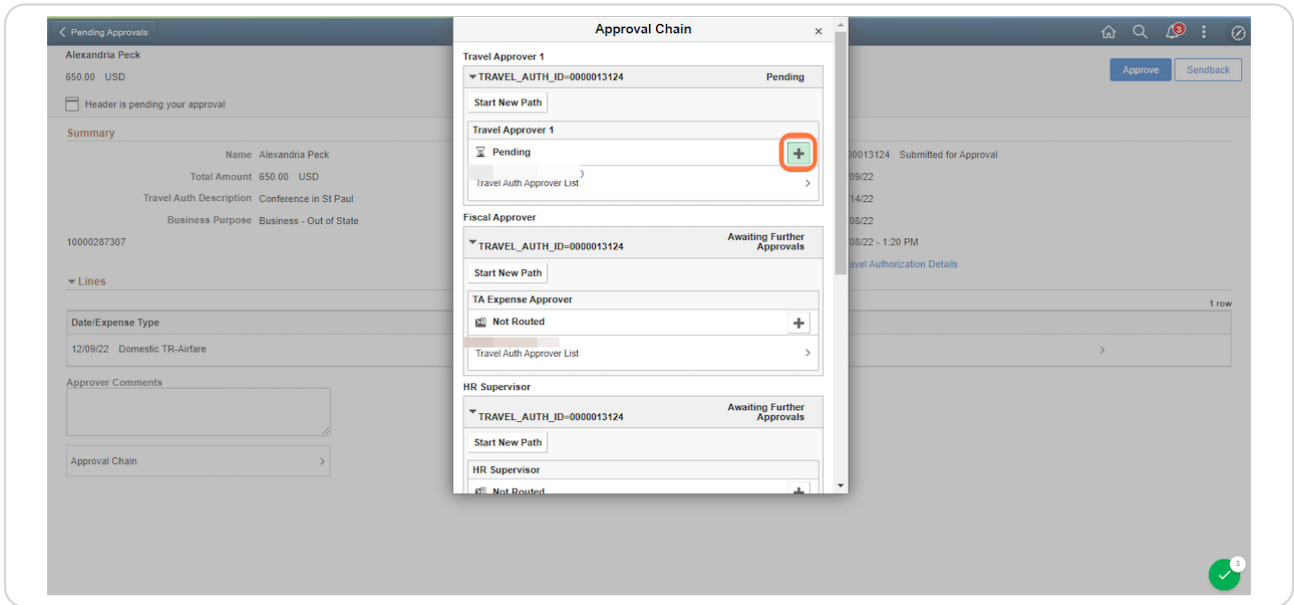 Pending Approvals
3
Alexandria Peck
650.00 USD
Approve
Sendback
Header is pending your approval
Summary
Name Alexandria Peck
00013124 Submitted for Approval
Total Amount 650.00 USD
09/22
Travel Auth Description Conference in St Paul
14/22
Business Purpose Business - Out of State
08/22
10000287307
08/22 - 1:20 PM
avel Authorization Details
Lines
1 row
Date/Expense Type
12/09/22 Domestic TR-Airfare
Approver Comments
Approval Chain
Approval Chain
×
Travel Approver 1
TRAVEL_AUTH_ID=0000013124 Pending
Start New Path
Travel Approver 1
Pending
Travel Auth Approver List
Fiscal Approver
TRAVEL_AUTH_ID=0000013124 Awaiting Further
Approvals
Start New Path
TA Expense Approver
Not Routed
Travel Auth Approver List
HR Supervisor
TRAVEL_AUTH_ID=0000013124 Awaiting Further
Approvals
Start New Path
HR Supervisor
Not Routed
3